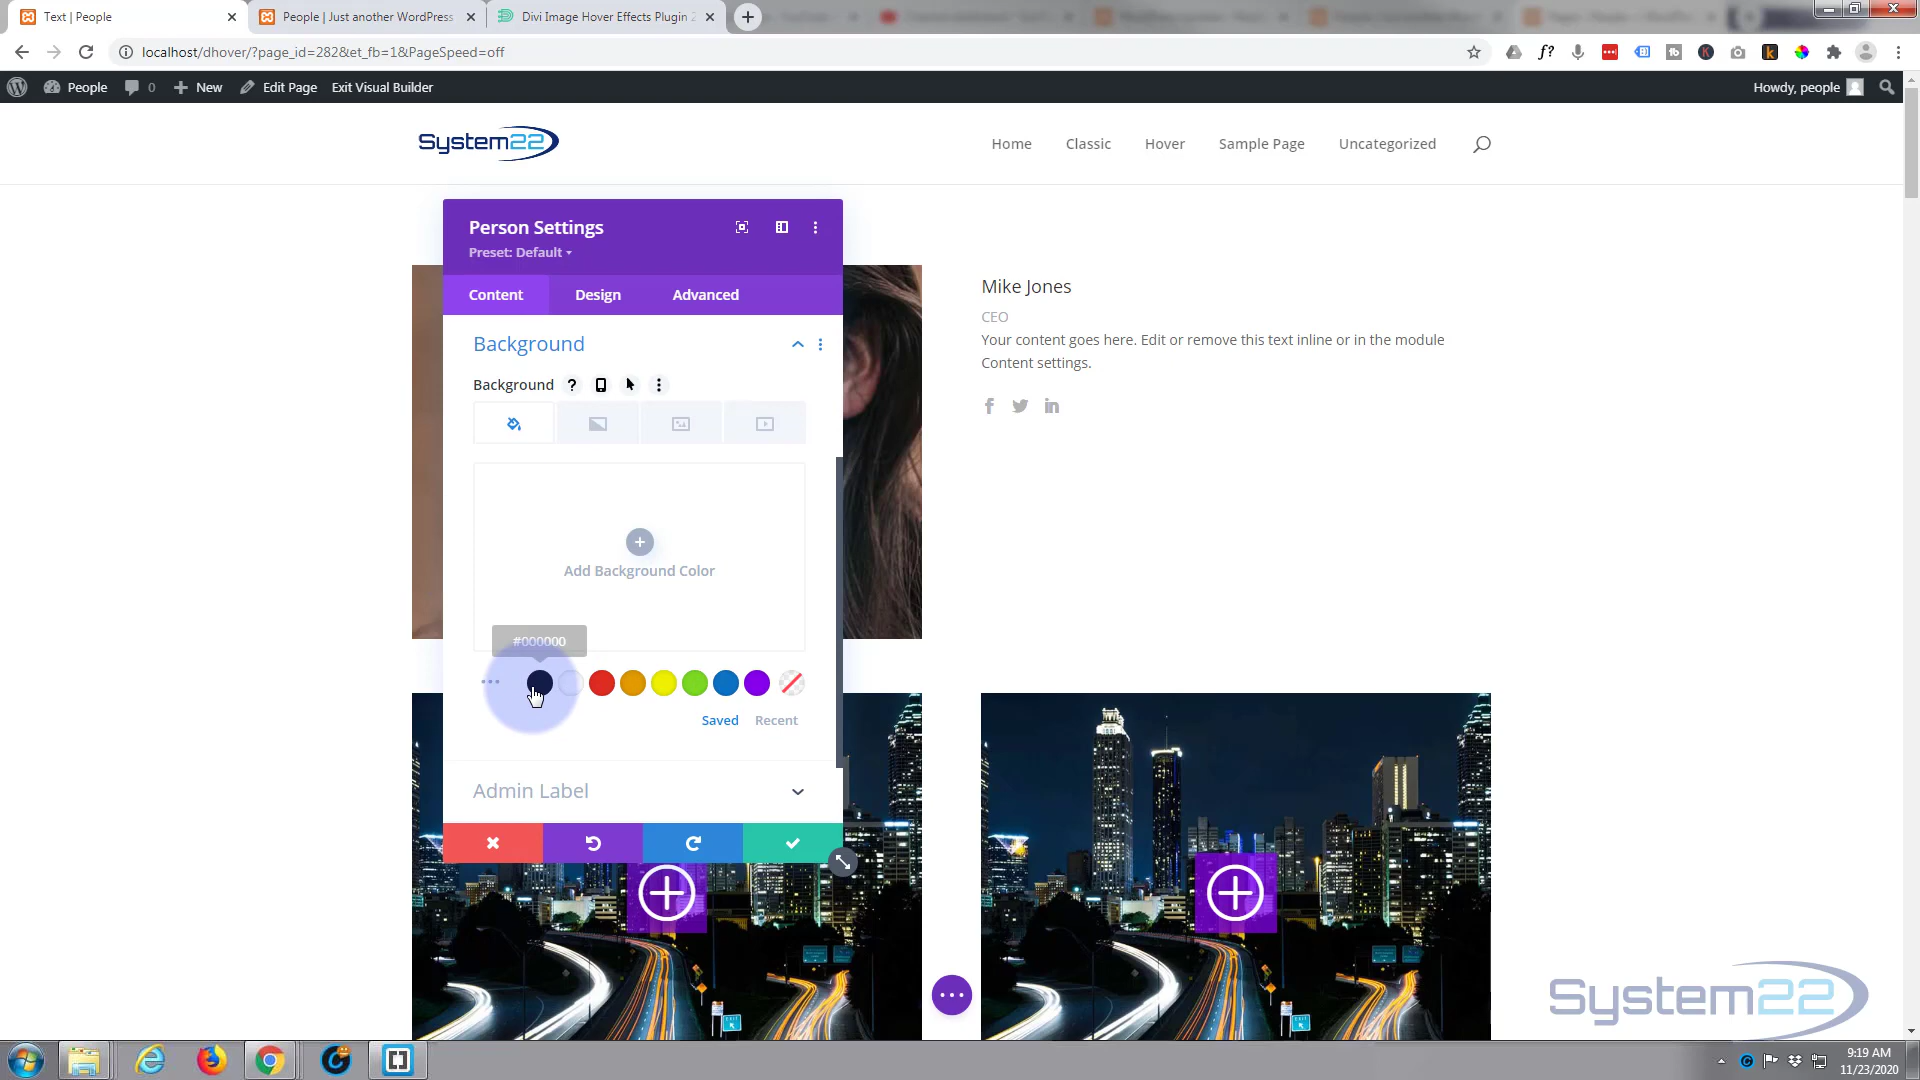 Text | People
People | Just another WordPress
Divi Image Hover Effects Plugin 2
localhost/dhover/?page_id=282&et_fb=1&PageSpeed=off
People
0
New
Edit Page
Exit Visual Builder
Howdy, people
System22
Home
Classic
Hover
Sample Page
Uncategorized
Person Settings
Preset: Default
Content
Design
Advanced
Background
Background
Add Background Color
#000000
Saved
Recent
Admin Label
Mike Jones
CEO
Your content goes here. Edit or remove this text inline or in the module
Content settings.
System22
9:19 AM
11/23/2020